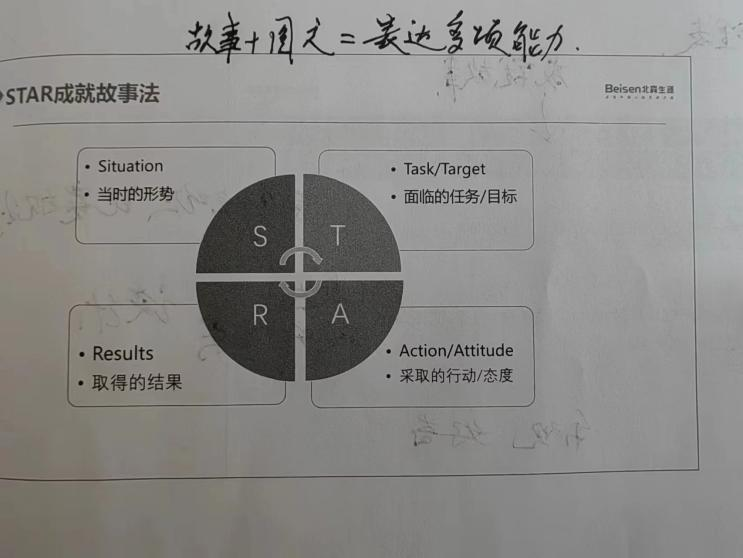 故事+图文=表达多项能力.
STAR成就故事法
Beisen北森生涯
Situation
当时的形势
Task/Target
面临的任务/目标
S
T
R
A
Results
取得的结果
Action/Attitude
采取的行动/态度